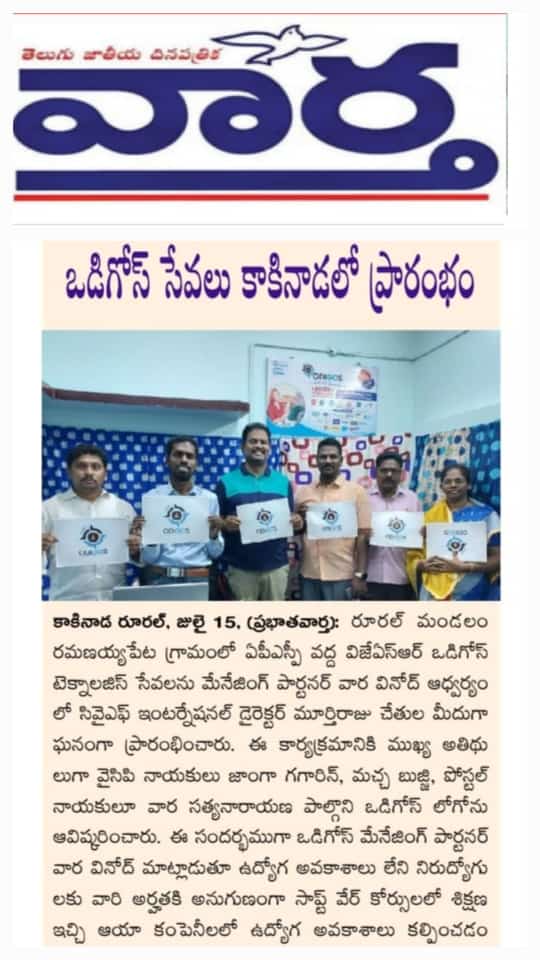 తెలుగు జాతీయ దినపత్రిక
వార్త
ఒడిగోస్ సేవలు కాకినాడలో ప్రారంభం
ODIGOS
కాకినాడ రూరల్, జులై 15, (ప్రభాతవార్త): రూరల్ మండలం
రమణయ్యపేట గ్రామంలో ఏపీఎస్పీ వద్ద విజేఏస్ఆర్ ఒడిగోస్
టెక్నాలజిస్ సేవలను మేనేజింగ్ పార్టనర్ వార వినోద్ ఆధ్వర్యం
లో సివైఎఫ్ ఇంటర్నేషనల్ డైరెక్టర్ మూర్తిరాజు చేతుల మీదుగా
ఘనంగా ప్రారంభించారు. ఈ కార్యక్రమానికి ముఖ్య అతిథు
లుగా వైసిపి నాయకులు జాంగా గగారిన్, మచ్చ బుజ్జి, పోస్టల్
నాయకులూ వార సత్యనారాయణ పాల్గొని ఒడిగోస్ లోగోను
ఆవిష్కరించారు. ఈ సందర్భముగా ఒడిగోస్ మేనేజింగ్ పార్టనర్
వార వినోద్ మాట్లాడుతూ ఉద్యోగ అవకాశాలు లేని నిరుద్యోగు
లకు వారి అర్హతకి అనుగుణంగా సాఫ్ట్ వేర్ కోర్సులలో శిక్షణ
ఇచ్చి ఆయా కంపెనీలలో ఉద్యోగ అవకాశాలు కల్పించడం